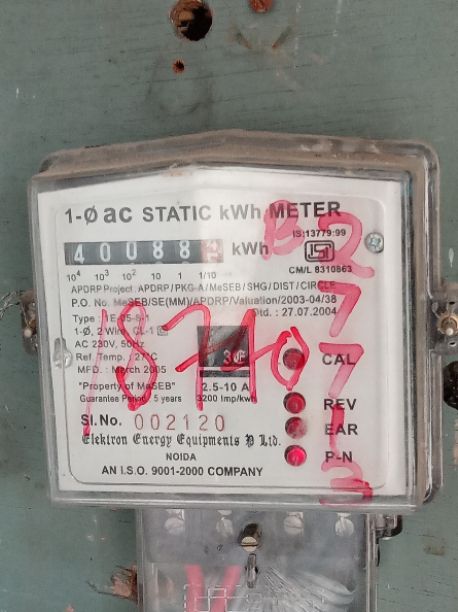 1-Ø ac STATIC kWh METER
IS:13779:99
40088 kWh
10⁴ 10³ 10² 10 1 1/10
CM/L 8310863
APDRP Project : APDRP/PKG-A/MeSEB/SHG/DIST/CIRCLE
P.O. No. MeSEB/SE(MM)/APDRP/Valuation/2003-04/38
Dtd. : 27.07.2004
Type :
1-Ø, 2 Wire, CL-1
AC 230V, 50Hz
Ref. Temp. : 27°C
MFD. : March 2005
"Property of MeSEB" 2.5-10 A
Guarantee Period : 5 years 3200 imp/kwh
CAL
REV
EAR
P-N
Sl.No. 002120
Elektron Energy Equipments P Ltd.
NOIDA
AN I.S.O. 9001-2000 COMPANY
18740
B